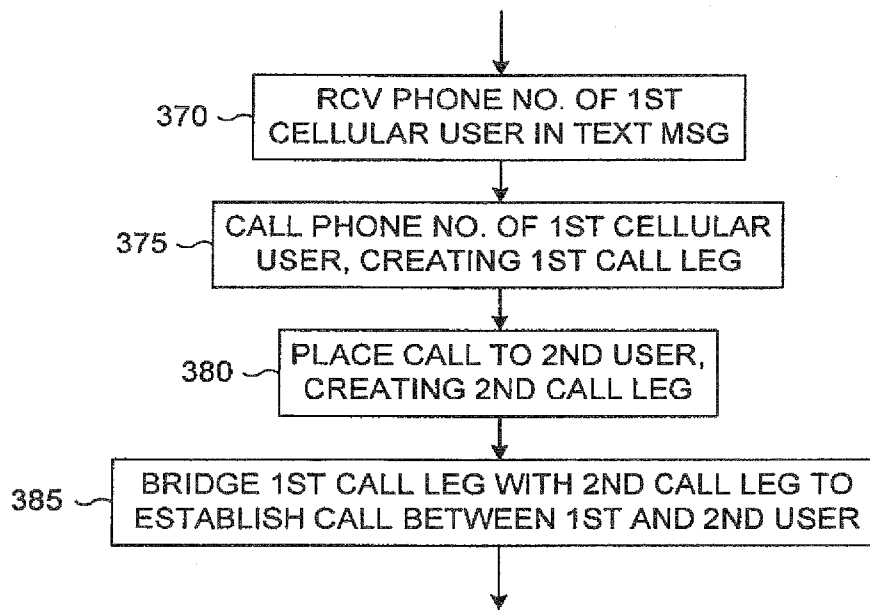 370
RCV PHONE NO. OF 1ST
CELLULAR USER IN TEXT MSG
375
CALL PHONE NO. OF 1ST CELLULAR
USER, CREATING 1ST CALL LEG
380
PLACE CALL TO 2ND USER,
CREATING 2ND CALL LEG
385
BRIDGE 1ST CALL LEG WITH 2ND CALL LEG TO
ESTABLISH CALL BETWEEN 1ST AND 2ND USER